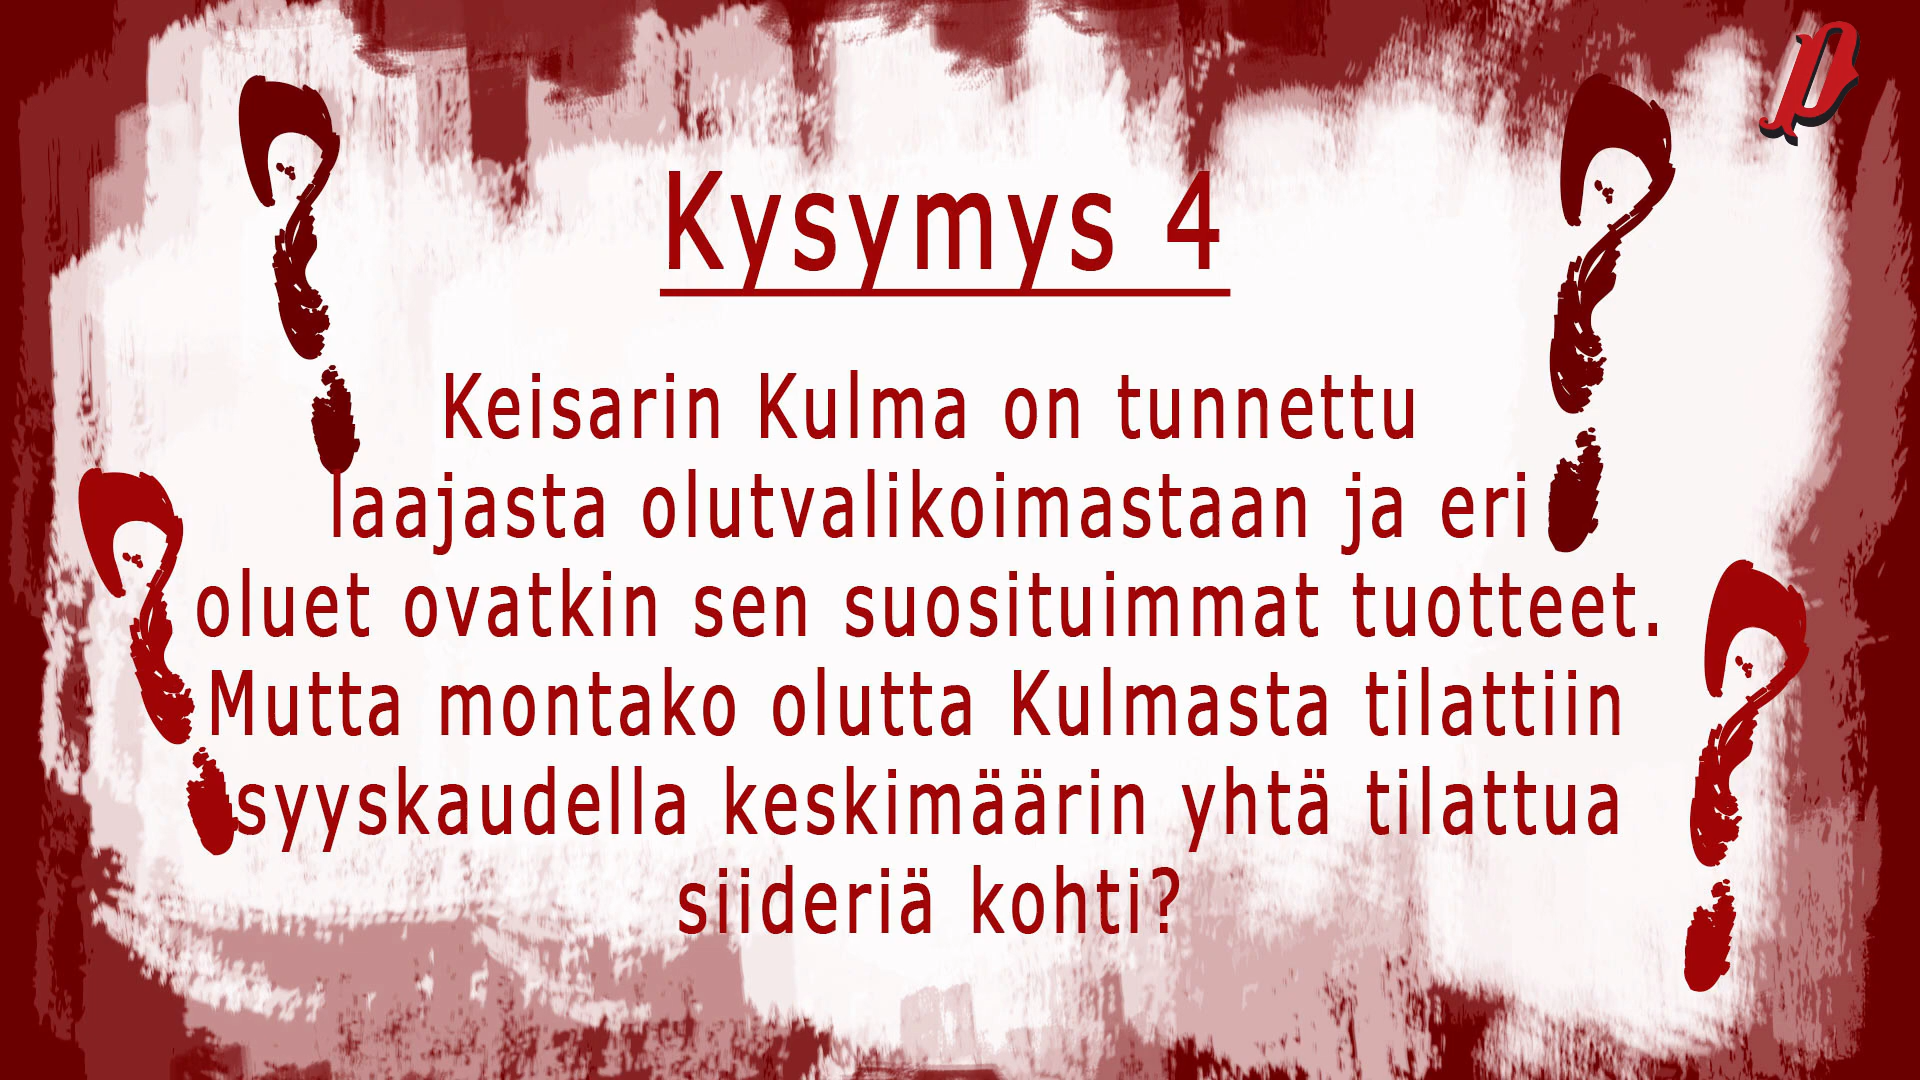 Kysymys 4
Keisarin Kulma on tunnettu
laajasta olutvalikoimastaan ja eri
oluet ovatkin sen suosituimmat tuotteet.
Mutta montako olutta Kulmasta tilattiin
syyskaudella keskimäärin yhtä tilattua
siideriä kohti?